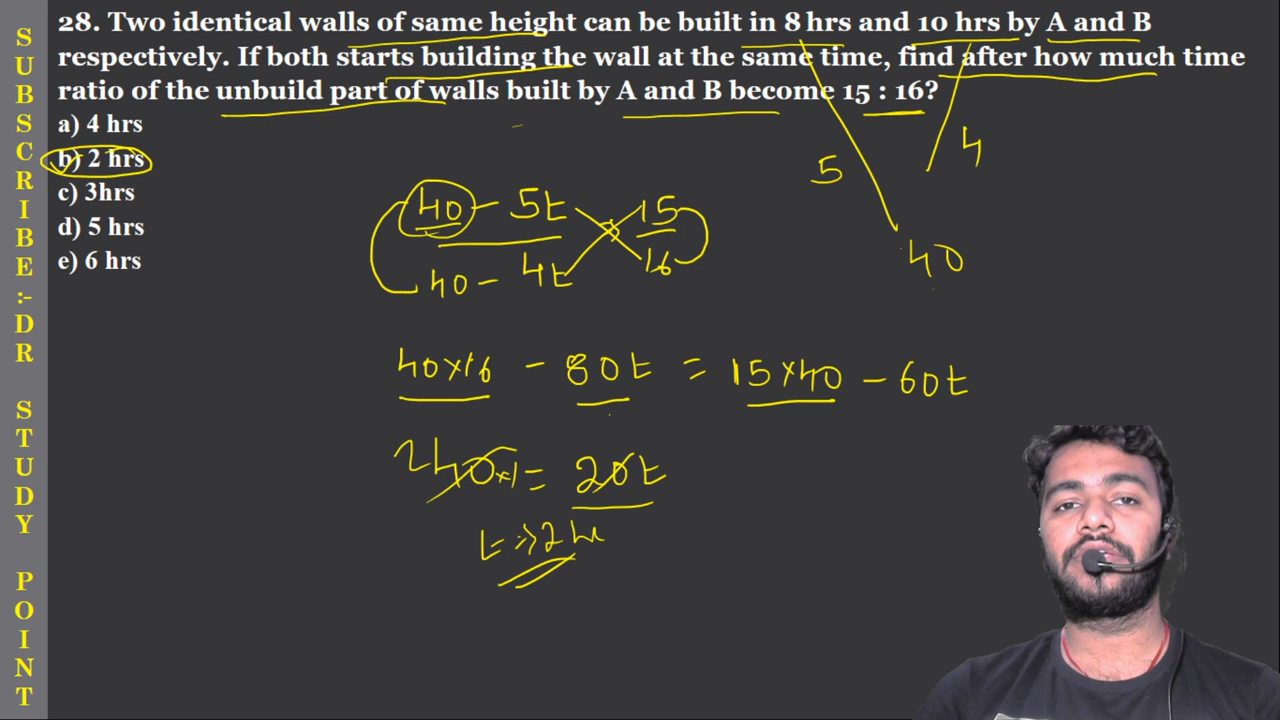 SUBSCRIBE:-DR STUDY POINT
28. Two identical walls of same height can be built in 8 hrs and 10 hrs by A and B
respectively. If both starts building the wall at the same time, find after how much time
ratio of the unbuild part of walls built by A and B become 15 : 16?
a) 4 hrs
b) 2 hrs
c) 3hrs
d) 5 hrs
e) 6 hrs
5 4
40
40 - 5t 15
40 - 4t 16
40×16 - 80t = 15×40 - 60t
40×1 = 20t
t => 2 hr